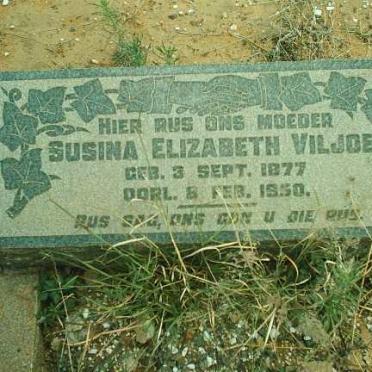 HIER RUS ONS MOEDER
SUSINA ELIZABETH VILJOE
GEB. 3 SEPT. 1877
OORL. 8 FEB. 1950.
RUS SAG, ONS GUN U DIE RUS.